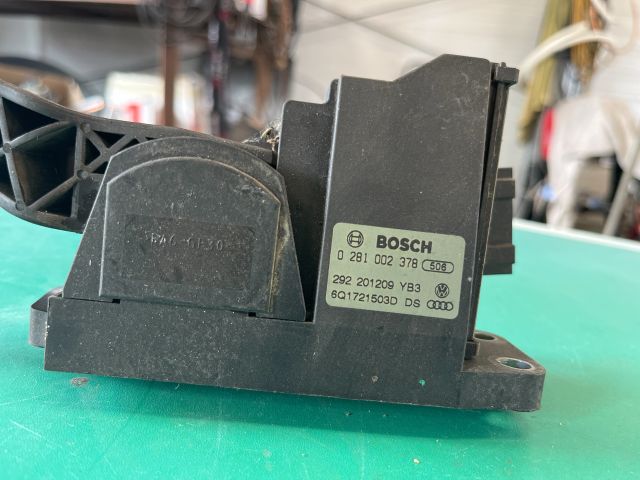 BOSCH
0 281 002 378 506
292 201209 YB3
6Q1721503D DS